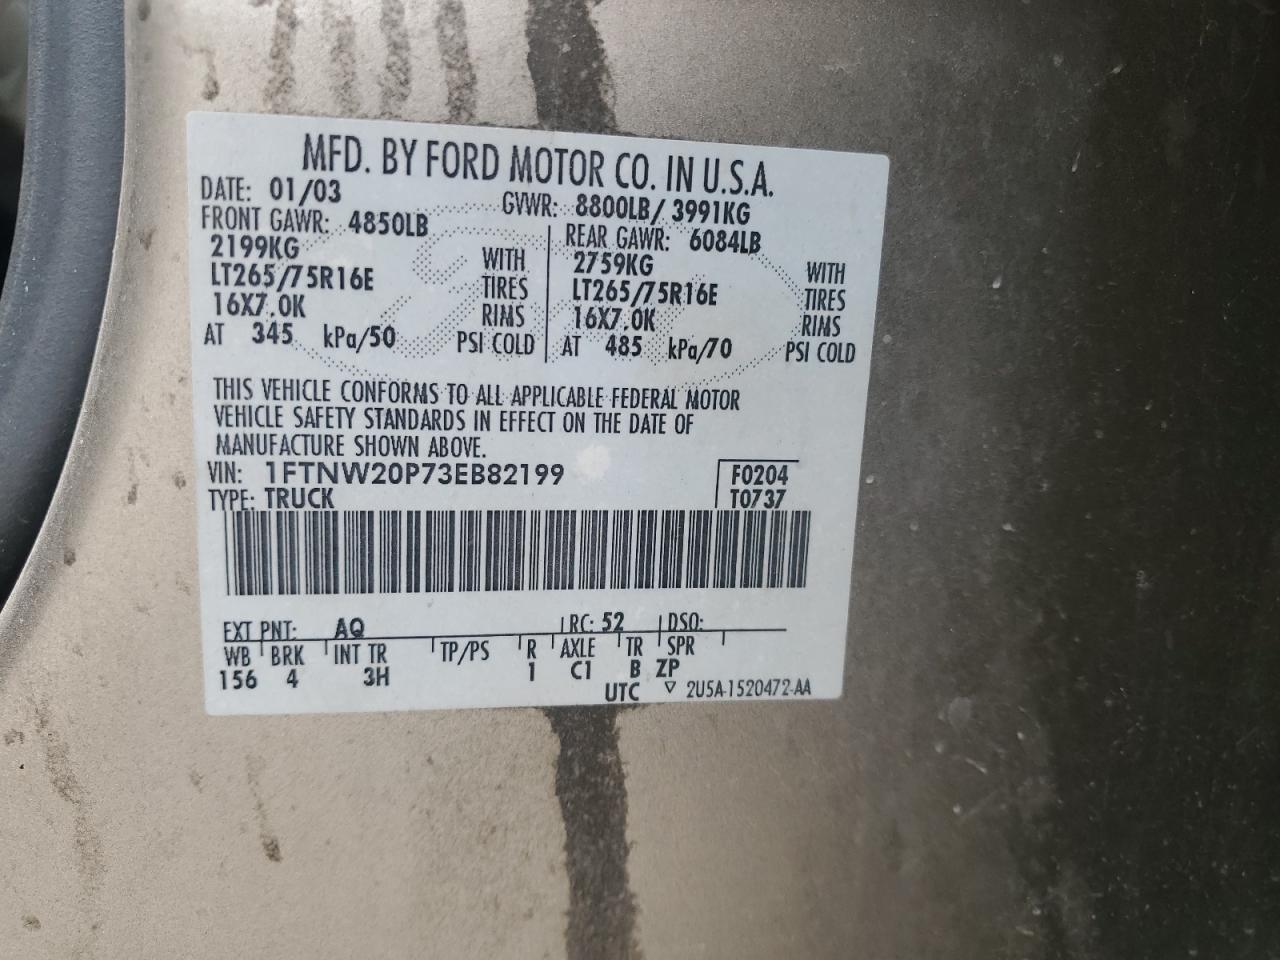 MFD. BY FORD MOTOR CO. IN U.S.A.
DATE: 01/03 GVWR: 8800LB/ 3991KG
FRONT GAWR: 4850LB REAR GAWR: 6084LB
2199KG WITH 2759KG WITH
LT265/75R16E TIRES LT265/75R16E TIRES
16X7.0K RIMS 16X7.0K RIMS
AT 345 kPa/50 PSI COLD AT 485 kPa/70 PSI COLD
THIS VEHICLE CONFORMS TO ALL APPLICABLE FEDERAL MOTOR
VEHICLE SAFETY STANDARDS IN EFFECT ON THE DATE OF
MANUFACTURE SHOWN ABOVE.
VIN: 1FTNW20P73EB82199 F0204
TYPE: TRUCK T0737
EXT PNT: AQ RC: 52 DSO:
WB BRK INT TR TP/PS R AXLE TR SPR
156 4 3H 1 C1 B ZP
UTC ▽ 2U5A-1520472-AA